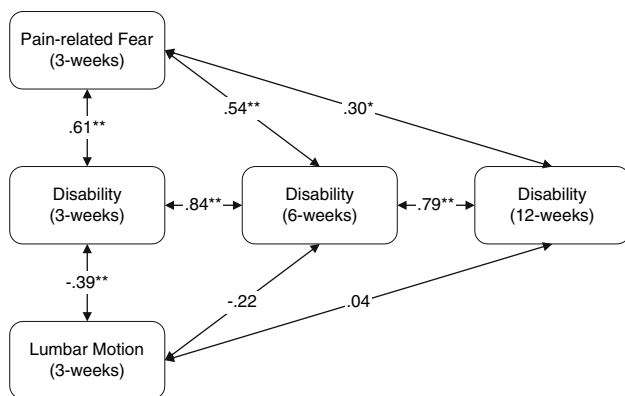 Pain-related Fear
(3-weeks)
.61**
.54**
.30*
Disability
(3-weeks)
.84**
Disability
(6-weeks)
.79**
Disability
(12-weeks)
-.39**
-.22
.04
Lumbar Motion
(3-weeks)